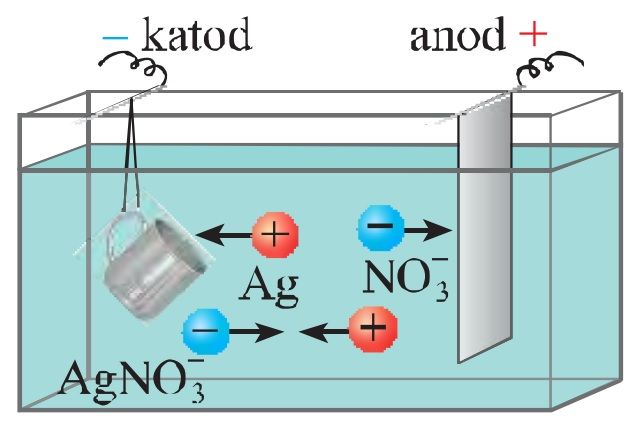 – katod anod +
+ –
Ag NO₃⁻
– +
AgNO₃⁻